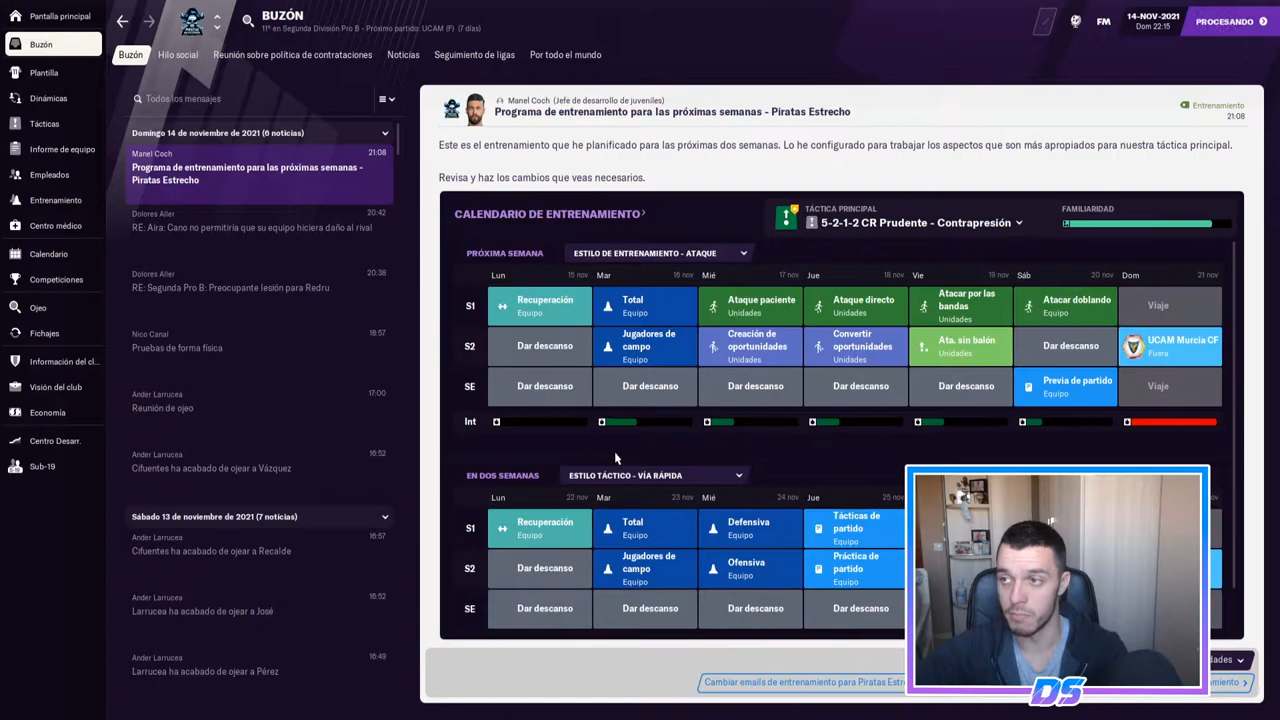 Pantalla principal
Buzón
Plantilla
Dinámicas
Tácticas
Informe de equipo
Empleados
Entrenamiento
Centro médico
Calendario
Competiciones
Ojeo
Fichajes
Información del cl...
Visión del club
Economía
Centro Desarr.
Sub-19
BUZÓN
11º en Segunda División Pro B - Próximo partido: UCAM (F) (7 días)
FM
14-NOV-2021
Dom 22:15
PROCESANDO
Buzón
Hilo social
Reunión sobre política de contrataciones
Noticias
Seguimiento de ligas
Por todo el mundo
Todos los mensajes
Domingo 14 de noviembre de 2021 (6 noticias)
Manel Coch 21:08
Programa de entrenamiento para las próximas semanas -
Piratas Estrecho
Dolores Aller 20:42
RE: Aira: Cano no permitiría que su equipo hiciera daño al rival
Dolores Aller 20:38
RE: Segunda Pro B: Preocupante lesión para Redru
Nico Canal 18:57
Pruebas de forma física
Ander Larrucea 17:00
Reunión de ojeo
Ander Larrucea 16:52
Cifuentes ha acabado de ojear a Vázquez
Sábado 13 de noviembre de 2021 (7 noticias)
Ander Larrucea 16:57
Cifuentes ha acabado de ojear a Recalde
Ander Larrucea 16:52
Larrucea ha acabado de ojear a José
Ander Larrucea 16:49
Larrucea ha acabado de ojear a Pérez
Manel Coch (Jefe de desarrollo de juveniles)
Programa de entrenamiento para las próximas semanas - Piratas Estrecho
Entrenamiento
21:08
Este es el entrenamiento que he planificado para las próximas dos semanas. Lo he configurado para trabajar los aspectos que son más apropiados para nuestra táctica principal.
Revisa y haz los cambios que veas necesarios.
CALENDARIO DE ENTRENAMIENTO
TÁCTICA PRINCIPAL
5-2-1-2 CR Prudente - Contrapresión
FAMILIARIDAD
PRÓXIMA SEMANA
ESTILO DE ENTRENAMIENTO - ATAQUE
Lun 15 nov Mar 16 nov Mié 17 nov Jue 18 nov Vie 19 nov Sáb 20 nov Dom 21 nov
S1
Recuperación
Equipo
Total
Equipo
Ataque paciente
Unidades
Ataque directo
Unidades
Atacar por las
bandas
Unidades
Atacar doblando
Equipo
Viaje
S2
Dar descanso
Jugadores de
campo
Equipo
Creación de
oportunidades
Unidades
Convertir
oportunidades
Unidades
Ata. sin balón
Unidades
Dar descanso
UCAM Murcia CF
Fuera
SE
Dar descanso
Dar descanso
Dar descanso
Dar descanso
Dar descanso
Previa de partido
Equipo
Viaje
Int
EN DOS SEMANAS
ESTILO TÁCTICO - VÍA RÁPIDA
Lun 22 nov Mar 23 nov Mié 24 nov Jue 25 nov
S1
Recuperación
Equipo
Total
Equipo
Defensiva
Equipo
Tácticas de
partido
Equipo
S2
Dar descanso
Jugadores de
campo
Equipo
Ofensiva
Equipo
Práctica de
partido
Equipo
SE
Dar descanso
Dar descanso
Dar descanso
Dar descanso
dades
Cambiar emails de entrenamiento para Piratas Estre
miento
DS